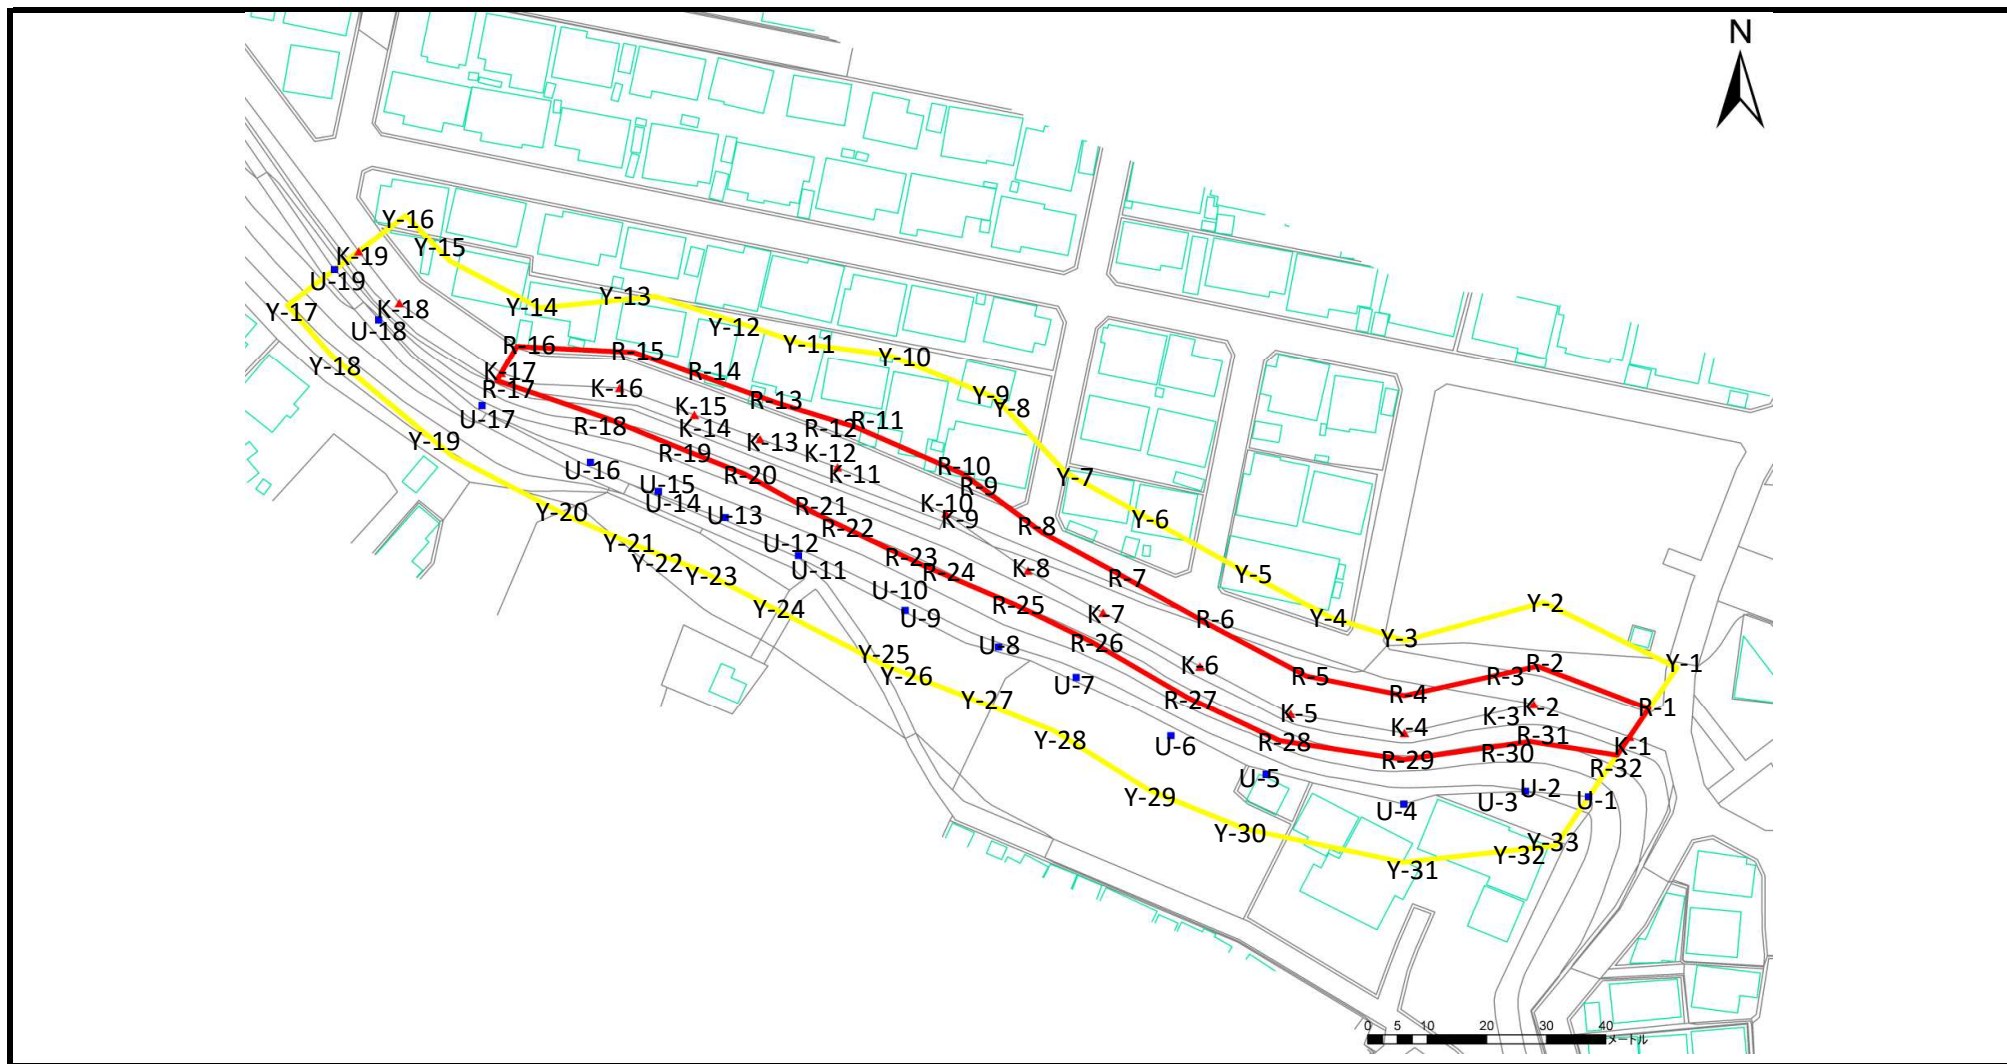 N
Y-16
Y-15
K-19
U-19
Y-17
K-18
U-18
Y-14
Y-13
Y-12
Y-11
Y-10
Y-9
Y-8
Y-18
R-16
R-15
R-14
R-13
R-12
R-11
K-17
R-17
K-16
K-15
K-14
K-13
K-12
K-11
U-17
R-18
R-19
R-20
R-21
R-22
R-10
R-9
Y-7
Y-19
U-16
U-15
U-14
U-13
U-12
U-11
K-10
K-9
R-8
Y-6
Y-20
Y-21
Y-22
Y-23
Y-24
R-23
R-24
R-25
K-8
R-7
Y-5
U-10
U-9
K-7
R-6
Y-4
Y-3
Y-2
Y-1
Y-25
Y-26
Y-27
U-8
U-7
R-26
K-6
R-27
R-5
R-4
R-3
R-2
R-1
K-5
K-4
K-3
K-2
K-1
Y-28
U-6
R-28
R-29
R-30
R-31
R-32
Y-29
U-5
U-4
U-3
U-2
U-1
Y-30
Y-31
Y-32
Y-33
0 5 10 20 30 40
メートル